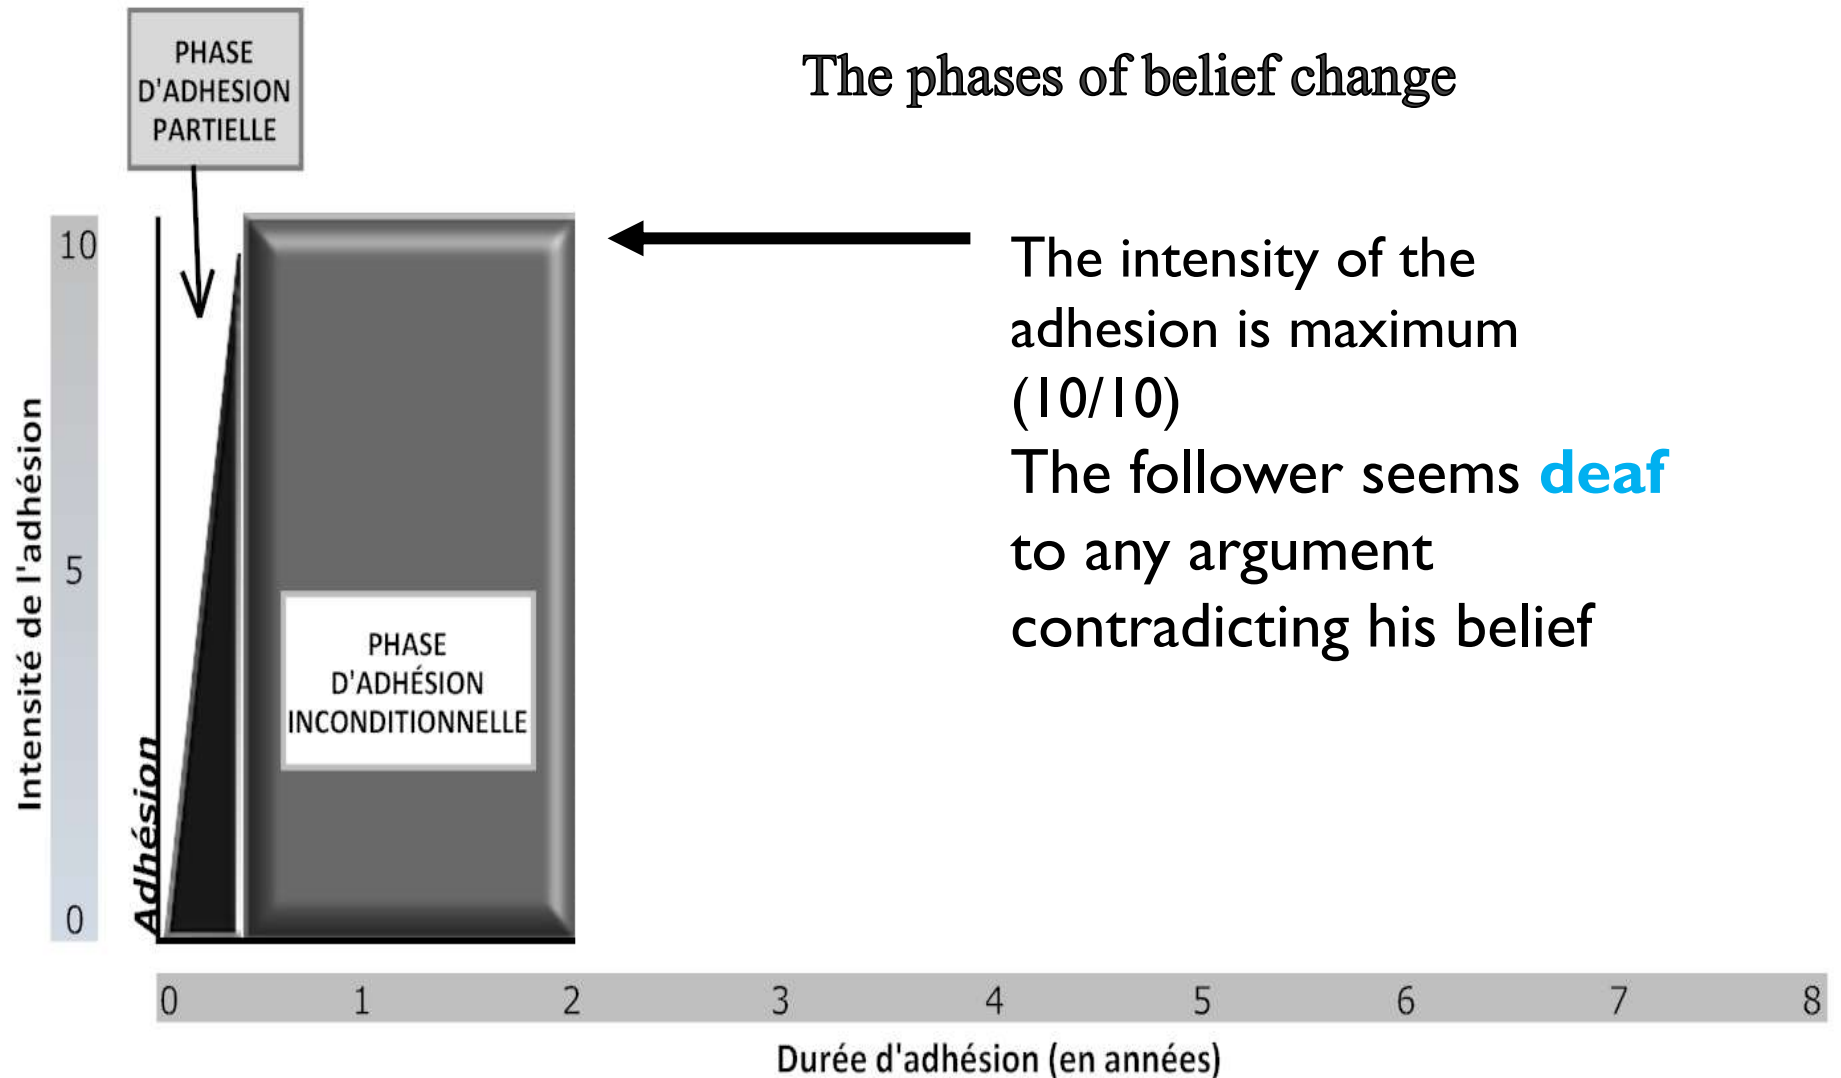 PHASE
D'ADHESION
PARTIELLE
The phases of belief change
10
5
0
Intensité de l'adhésion
Adhésion
PHASE
D'ADHÉSION
INCONDITIONNELLE
The intensity of the
adhesion is maximum
(10/10)
The follower seems deaf
to any argument
contradicting his belief
0 1 2 3 4 5 6 7 8
Durée d'adhésion (en années)